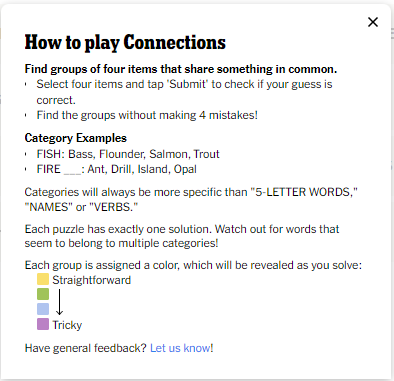 How to play Connections
Find groups of four items that share something in common.
Select four items and tap 'Submit' to check if your guess is
correct.
Find the groups without making 4 mistakes!
Category Examples
FISH: Bass, Flounder, Salmon, Trout
FIRE ___: Ant, Drill, Island, Opal
Categories will always be more specific than "5-LETTER WORDS,"
"NAMES" or "VERBS."
Each puzzle has exactly one solution. Watch out for words that
seem to belong to multiple categories!
Each group is assigned a color, which will be revealed as you solve:
Straightforward
Tricky
Have general feedback? Let us know!